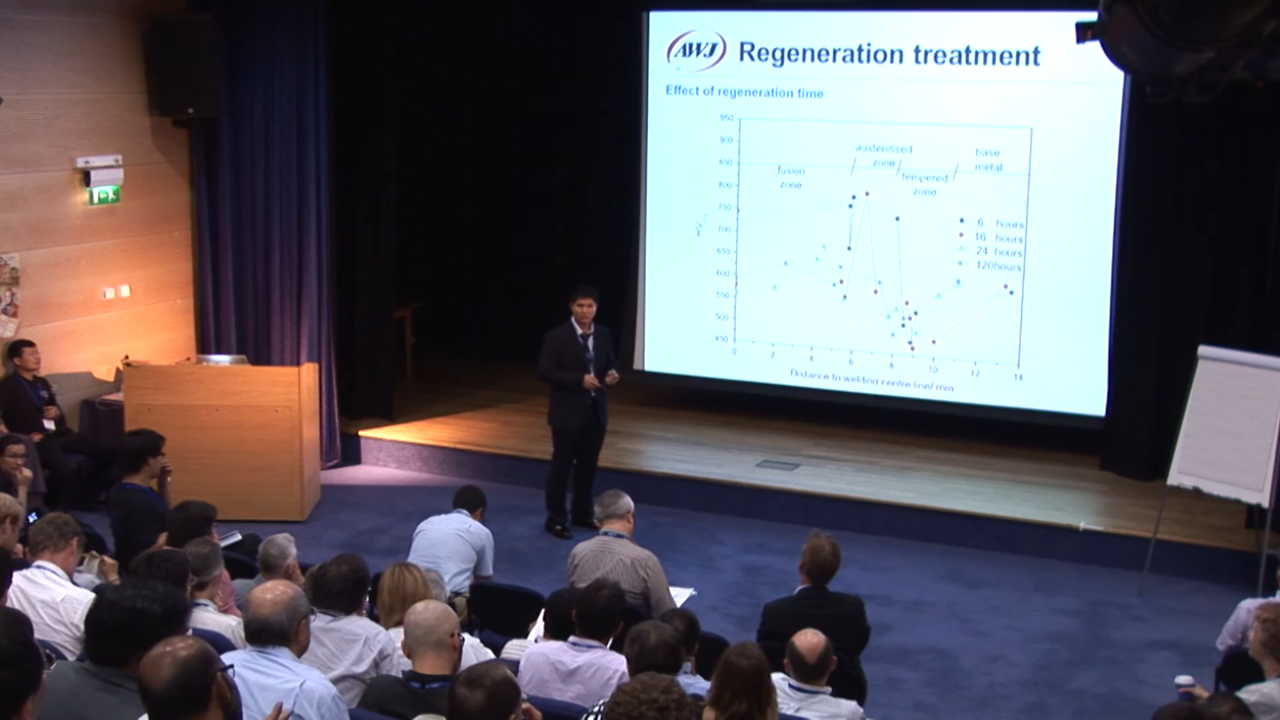 AWJ Regeneration treatment
Effect of regeneration time
950
900
850
800
750
700
650
600
550
500
450
0 2 4 6 8 10 12 14
fusion
zone
austenitised
zone
tempered
zone
base
metal
6 hours
16 hours
24 hours
120hours
Distance to welding centre line/ mm